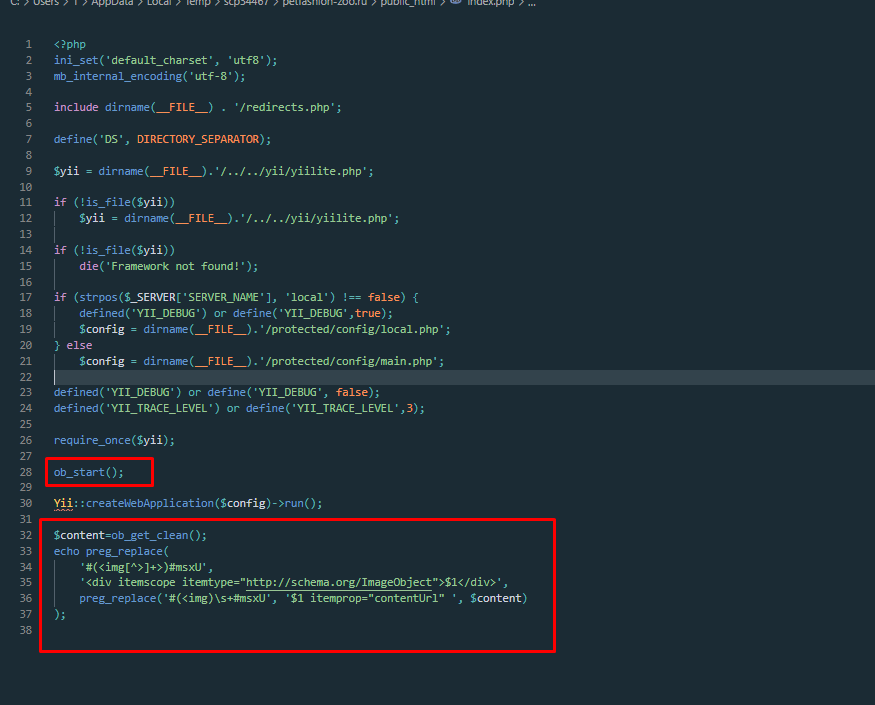 C: > Users > 1 > AppData > Local > Temp > scp54467 > petfashion-zoo.ru > public_html > index.php > ...
1 <?php
2 ini_set('default_charset', 'utf8');
3 mb_internal_encoding('utf-8');
4
5 include dirname(__FILE__) . '/redirects.php';
6
7 define('DS', DIRECTORY_SEPARATOR);
8
9 $yii = dirname(__FILE__).'/../../yii/yiilite.php';
10
11 if (!is_file($yii))
12     $yii = dirname(__FILE__).'/../../yii/yiilite.php';
13
14 if (!is_file($yii))
15     die('Framework not found!');
16
17 if (strpos($_SERVER['SERVER_NAME'], 'local') !== false) {
18     defined('YII_DEBUG') or define('YII_DEBUG',true);
19     $config = dirname(__FILE__).'/protected/config/local.php';
20 } else
21     $config = dirname(__FILE__).'/protected/config/main.php';
22
23 defined('YII_DEBUG') or define('YII_DEBUG', false);
24 defined('YII_TRACE_LEVEL') or define('YII_TRACE_LEVEL',3);
25
26 require_once($yii);
27
28 ob_start();
29
30 Yii::createWebApplication($config)->run();
31
32 $content=ob_get_clean();
33 echo preg_replace(
34     '#(<img[^>]+>)#msxU',
35     '<div itemscope itemtype="http://schema.org/ImageObject">$1</div>',
36     preg_replace('#(<img)\s+#msxU', '$1 itemprop="contentUrl" ', $content)
37 );
38